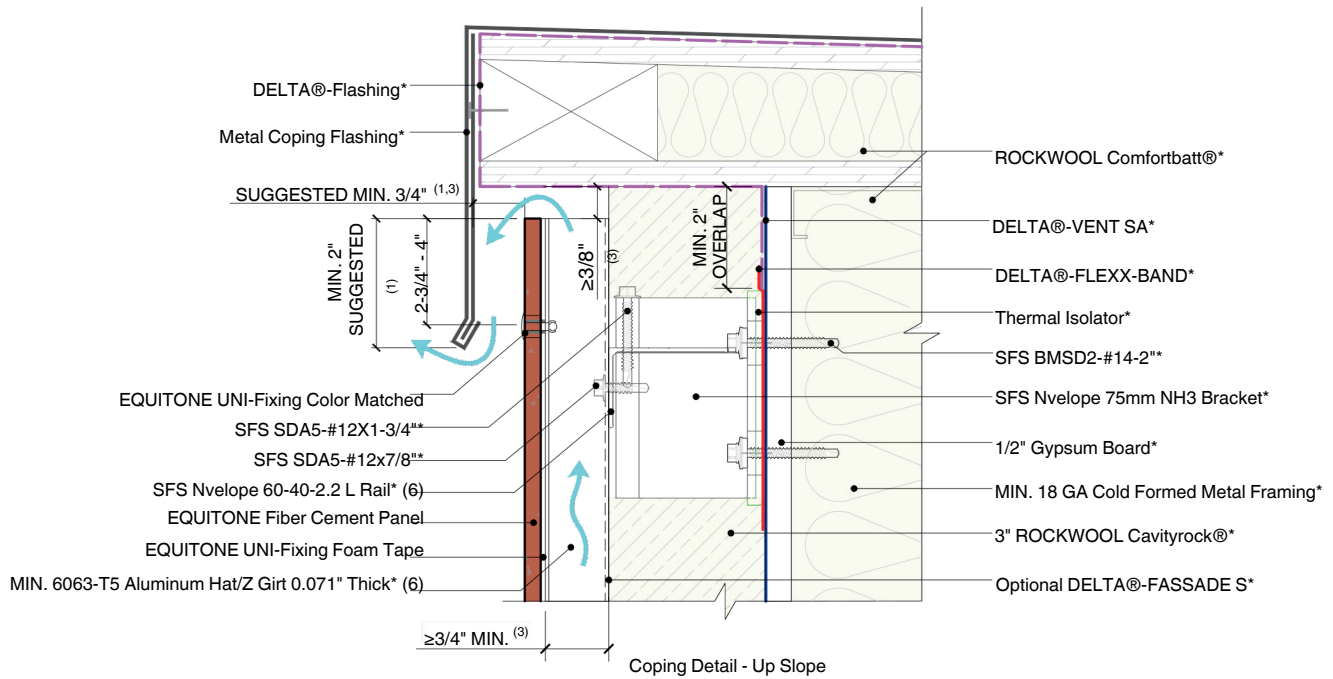 DELTA®-Flashing*
Metal Coping Flashing*
SUGGESTED MIN. 3/4" (1,3)
MIN. 2"
SUGGESTED
(1)
2-3/4" - 4"
≥3/8"
(3)
MIN. 2"
OVERLAP
EQUITONE UNI-Fixing Color Matched
SFS SDA5-#12X1-3/4"*
SFS SDA5-#12x7/8"*
SFS Nvelope 60-40-2.2 L Rail* (6)
EQUITONE Fiber Cement Panel
EQUITONE UNI-Fixing Foam Tape
MIN. 6063-T5 Aluminum Hat/Z Girt 0.071" Thick* (6)
≥3/4" MIN. (3)
ROCKWOOL Comfortbatt®*
DELTA®-VENT SA*
DELTA®-FLEXX-BAND*
Thermal Isolator*
SFS BMSD2-#14-2"*
SFS Nvelope 75mm NH3 Bracket*
1/2" Gypsum Board*
MIN. 18 GA Cold Formed Metal Framing*
3" ROCKWOOL Cavityrock®*
Optional DELTA®-FASSADE S*
Coping Detail - Up Slope